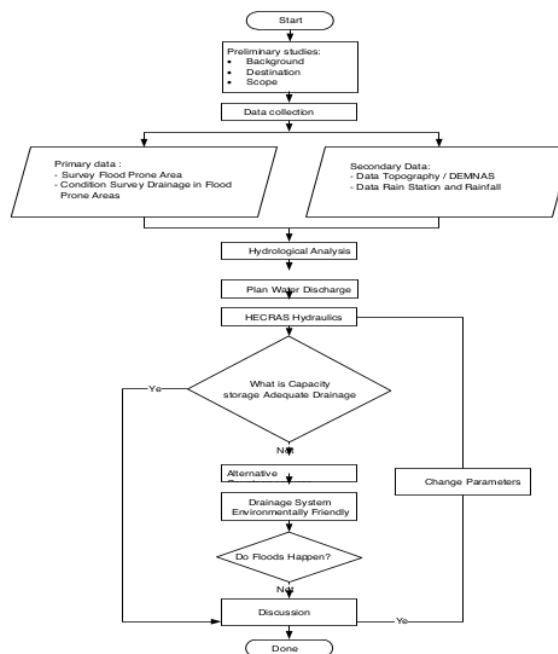 Start
Preliminary studies:
• Background
• Destination
• Scope
Data collection
Primary data :
- Survey Flood Prone Area
- Condition Survey Drainage in Flood
Prone Areas
Secondary Data:
- Data Topography / DEMNAS
- Data Rain Station and Rainfall
Hydrological Analysis
Plan Water Discharge
HECRAS Hydraulics
What is Capacity
storage Adequate Drainage
Ye
Not
Alternative
Change Parameters
Drainage System
Environmentally Friendly
Do Floods Happen?
Not
Discussion
Ye
Done